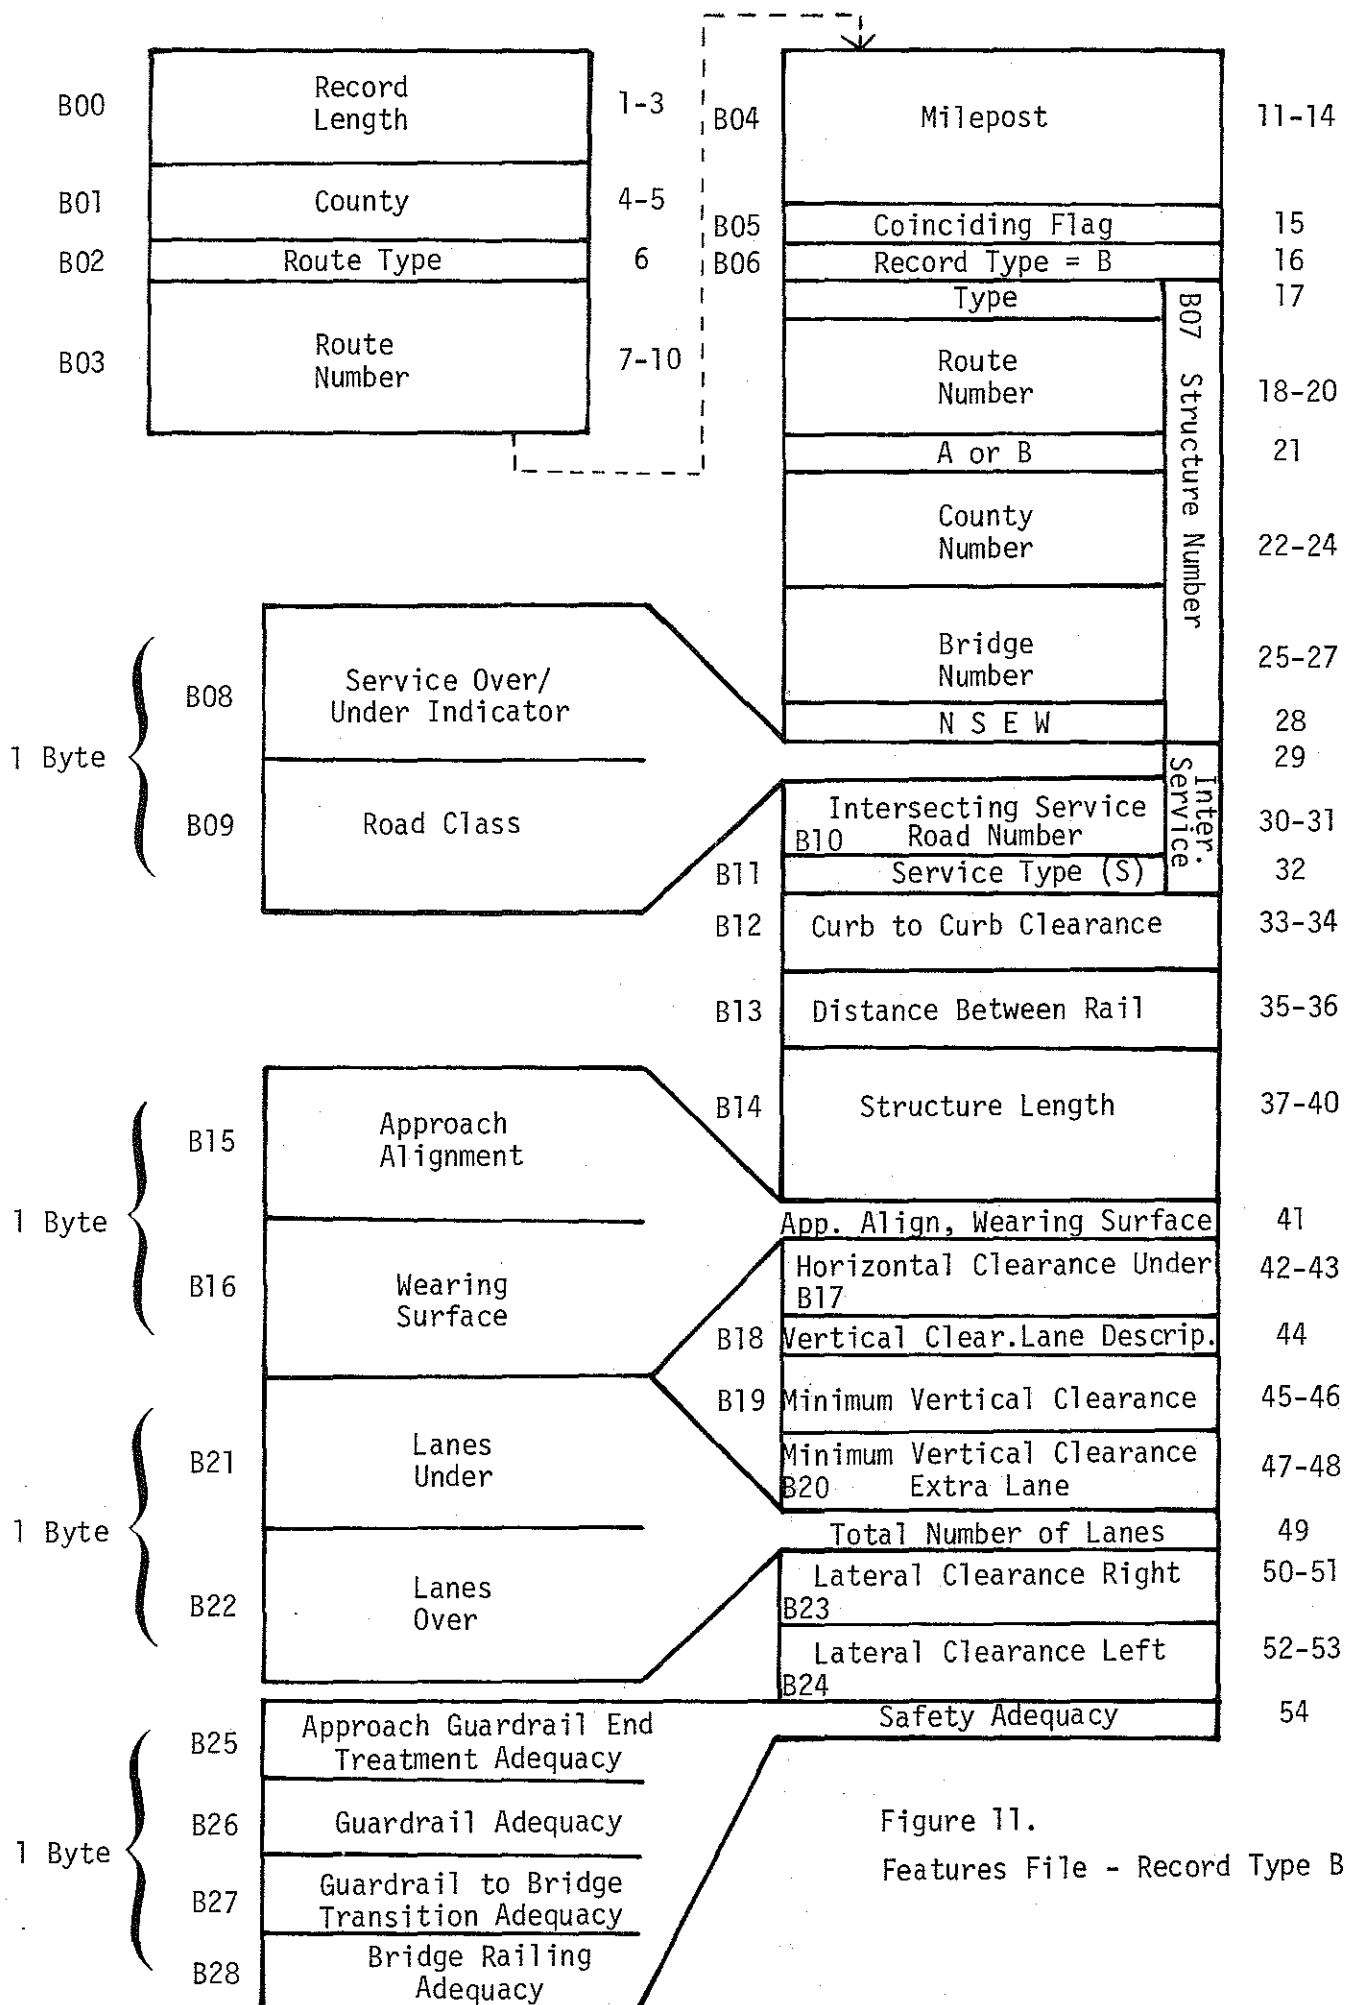 B00 Record Length 1-3
B01 County 4-5
B02 Route Type 6
B03 Route Number 7-10
B04 Milepost 11-14
B05 Coinciding Flag 15
B06 Record Type = B 16
Type 17
Route Number 18-20
A or B 21
County Number 22-24
Bridge Number 25-27
N S E W 28
B07 Structure Number
29
Inter. Service
1 Byte
B08 Service Over/
Under Indicator
B09 Road Class
Intersecting Service
B10 Road Number 30-31
B11 Service Type (S) 32
B12 Curb to Curb Clearance 33-34
B13 Distance Between Rail 35-36
B14 Structure Length 37-40
1 Byte
B15 Approach
Alignment
B16 Wearing
Surface
App. Align, Wearing Surface 41
Horizontal Clearance Under 42-43
B17
B18 Vertical Clear.Lane Descrip. 44
B19 Minimum Vertical Clearance 45-46
Minimum Vertical Clearance 47-48
B20 Extra Lane
1 Byte
B21 Lanes
Under
B22 Lanes
Over
Total Number of Lanes 49
Lateral Clearance Right 50-51
B23
Lateral Clearance Left 52-53
B24
Safety Adequacy 54
1 Byte
B25 Approach Guardrail End
Treatment Adequacy
B26 Guardrail Adequacy
B27 Guardrail to Bridge
Transition Adequacy
B28 Bridge Railing
Adequacy
Figure 11.
Features File - Record Type B